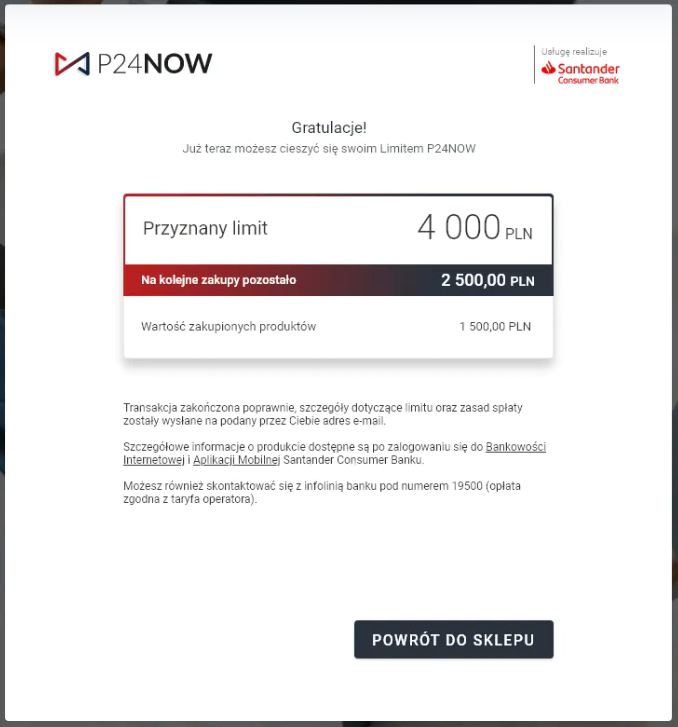 P24NOW
Usługę realizuje
Santander
Consumer Bank
Gratulacje!
Już teraz możesz cieszyć się swoim Limitem P24NOW
Przyznany limit 4 000 PLN
Na kolejne zakupy pozostało 2 500,00 PLN
Wartość zakupionych produktów 1 500,00 PLN
Transakcja zakończona poprawnie, szczegóły dotyczące limitu oraz zasad spłaty
zostały wysłane na podany przez Ciebie adres e-mail.
Szczegółowe informacje o produkcie dostępne są po zalogowaniu się do Bankowości
Internetowej i Aplikacji Mobilnej Santander Consumer Banku.
Możesz również skontaktować się z infolinią banku pod numerem 19500 (opłata
zgodna z taryfa operatora).
POWRÓT DO SKLEPU